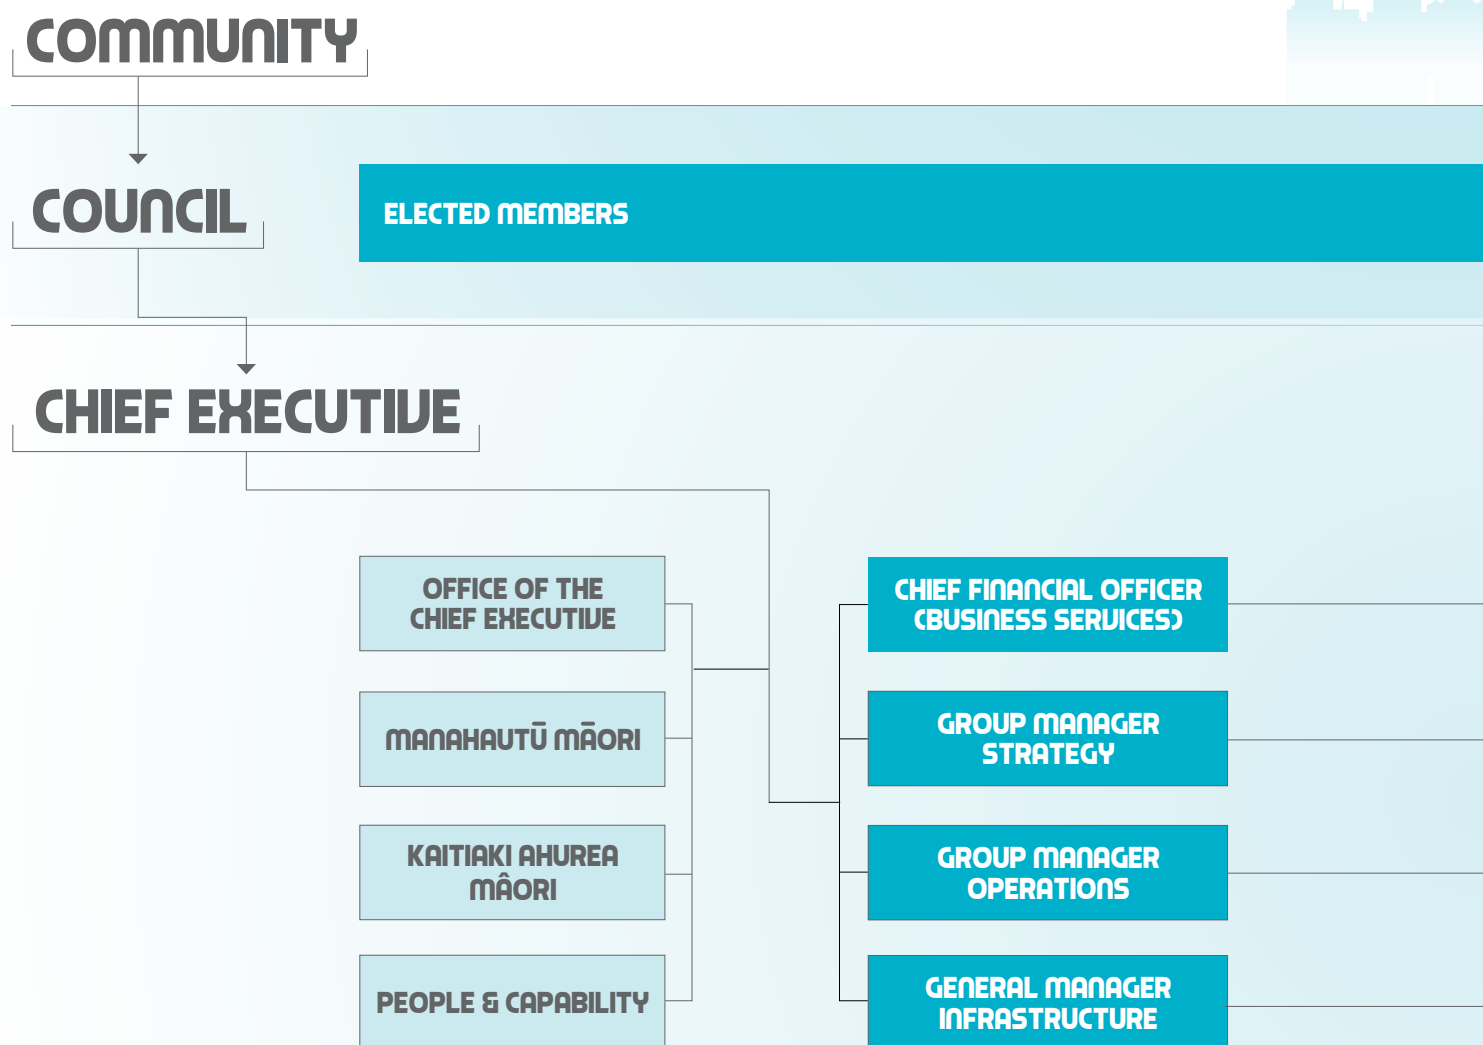 COMMUNITY
COUNCIL
ELECTED MEMBERS
CHIEF EXECUTIVE
OFFICE OF THE
CHIEF EXECUTIVE
CHIEF FINANCIAL OFFICER
(BUSINESS SERVICES)
MANAHAUTŪ MĀORI
GROUP MANAGER
STRATEGY
KAITIAKI AHUREA
MÂORI
GROUP MANAGER
OPERATIONS
PEOPLE & CAPABILITY
GENERAL MANAGER
INFRASTRUCTURE